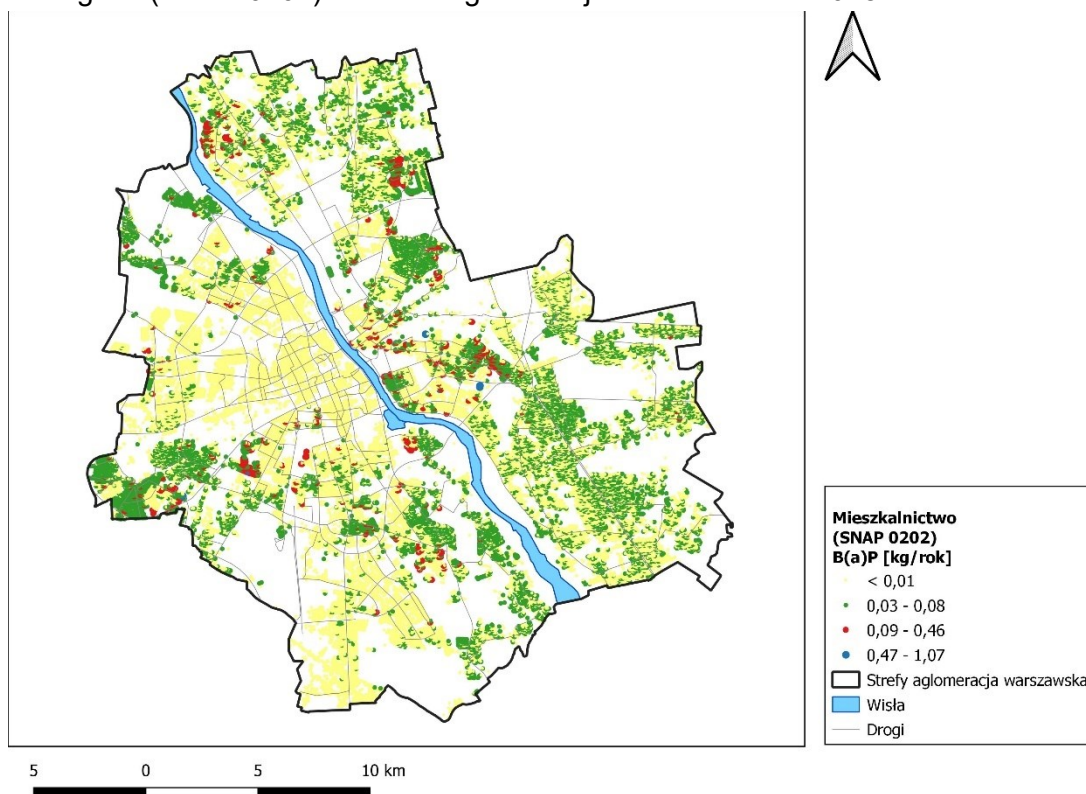 Mieszkalnictwo
(SNAP 0202)
B(a)P [kg/rok]
< 0,01
0,03 - 0,08
0,09 - 0,46
0,47 - 1,07
Strefy aglomeracja warszawska
Wisła
Drogi
5 0 5 10 km